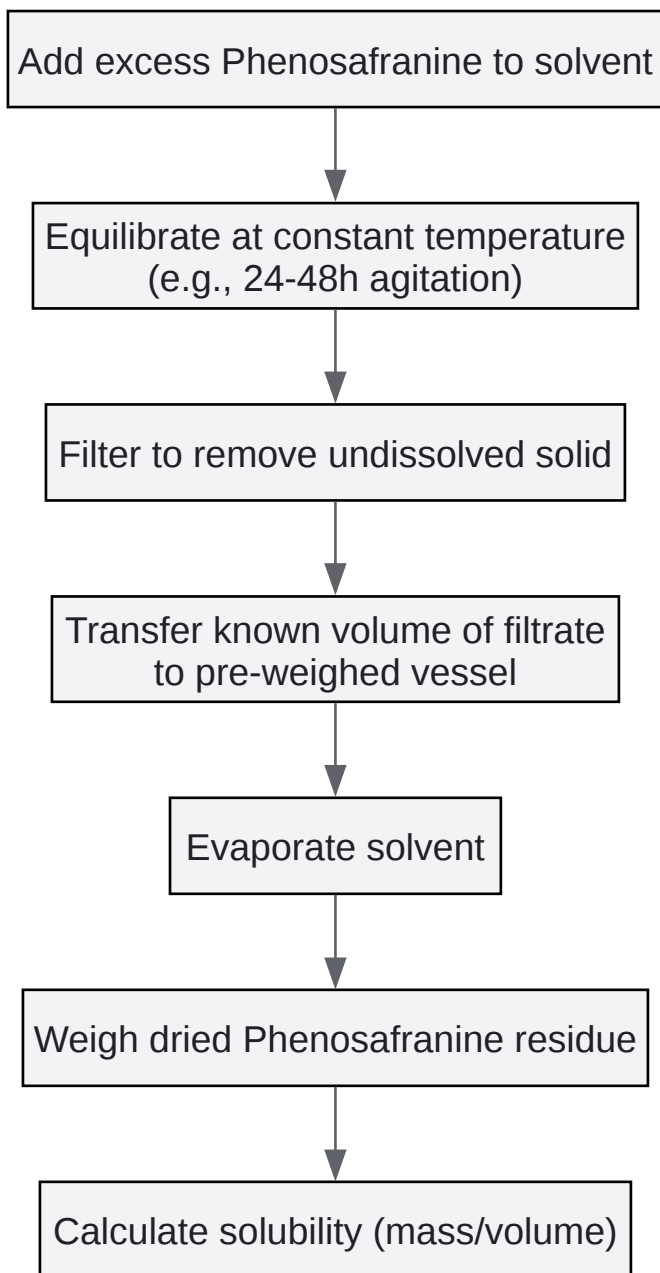 Add excess Phenosafranine to solvent
Equilibrate at constant temperature
(e.g., 24-48h agitation)
Filter to remove undissolved solid
Transfer known volume of filtrate
to pre-weighed vessel
Evaporate solvent
Weigh dried Phenosafranine residue
Calculate solubility (mass/volume)